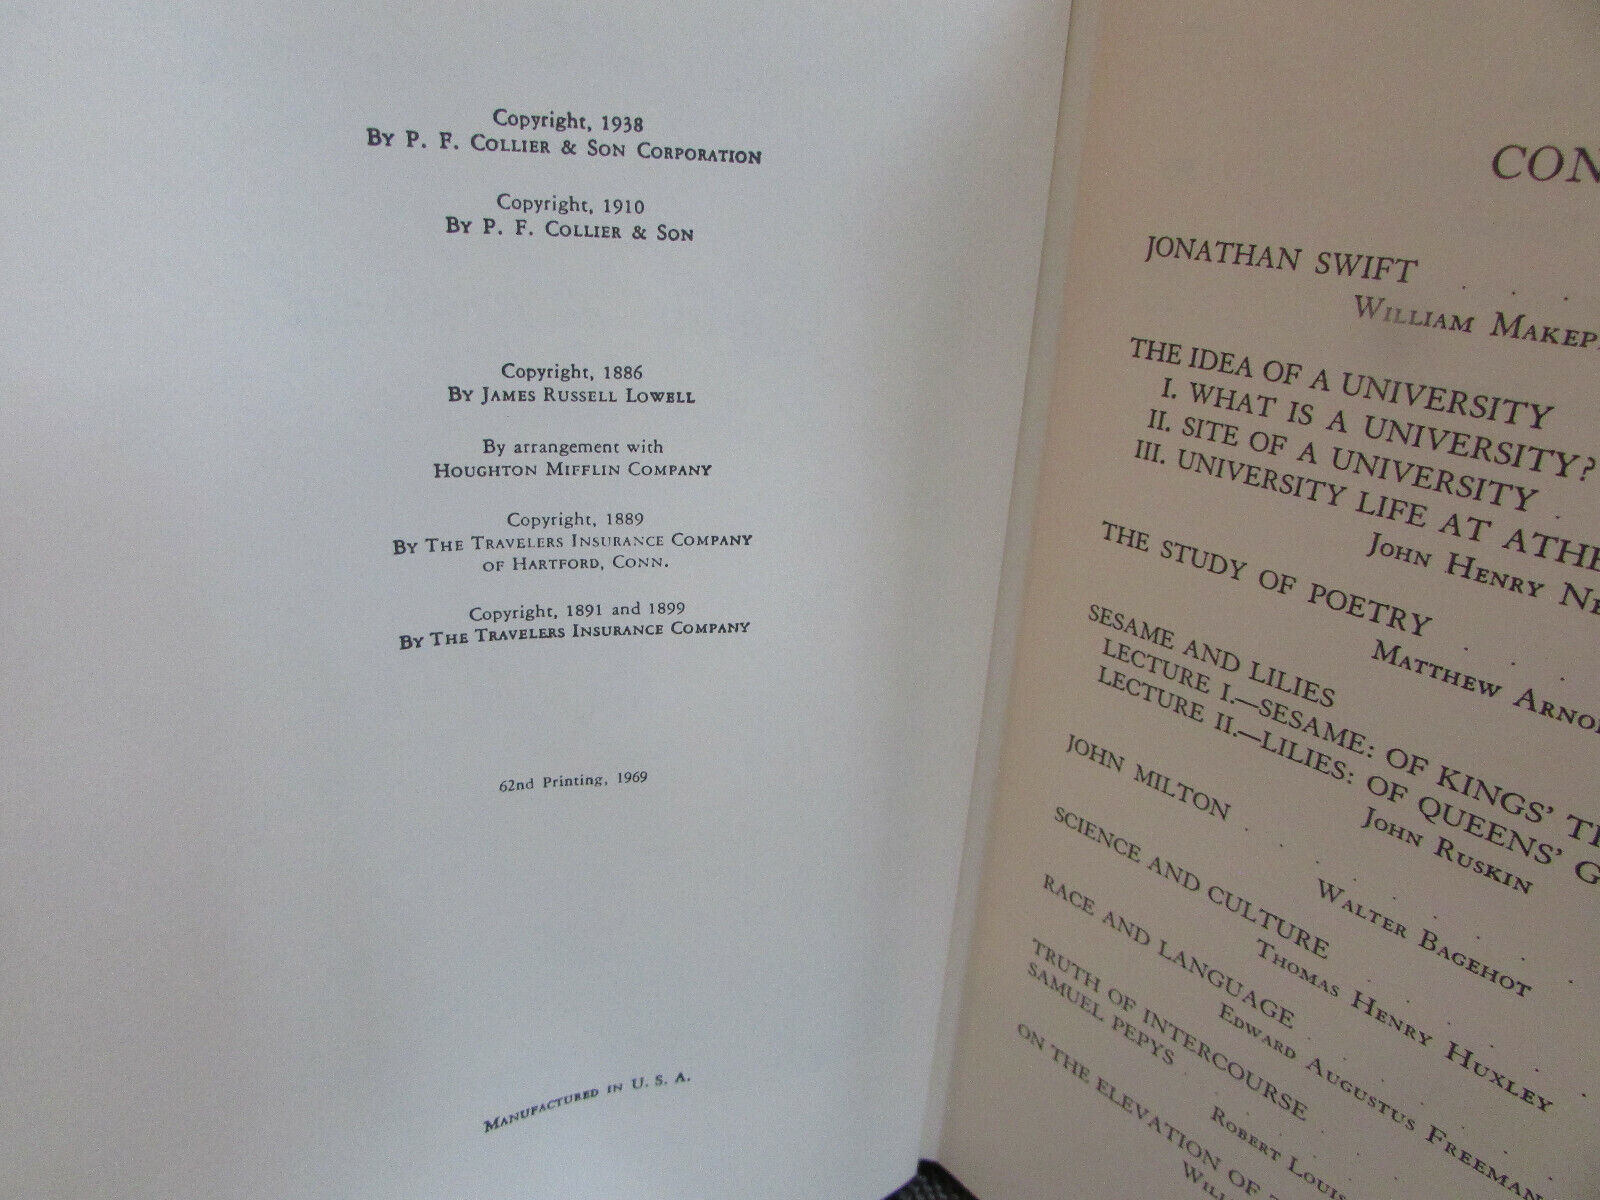 Copyright, 1938
By P. F. Collier & Son Corporation
Copyright, 1910
By P. F. Collier & Son
Copyright, 1886
By James Russell Lowell
By arrangement with
Houghton Mifflin Company
Copyright, 1889
By The Travelers Insurance Company
of Hartford, Conn.
Copyright, 1891 and 1899
By The Travelers Insurance Company
62nd Printing, 1969
Manufactured in U. S. A.
JONATHAN SWIFT
William
THE IDEA OF A UNIVERSITY
I. WHAT IS A UNIVERSITY?
II. SITE OF A UNIVERSITY
III. UNIVERSITY LIFE AT
John Henry
THE STUDY OF POETRY
Matthew
SESAME AND LILIES
LECTURE I.—SESAME: OF KINGS'
LECTURE II.—LILIES: OF QUEENS'
John Ruskin
JOHN MILTON
Walter Bagehot
SCIENCE AND CULTURE
Thomas Henry Huxley
RACE AND LANGUAGE
Edward Augustus Freeman
TRUTH OF INTERCOURSE
SAMUEL PEPYS
Robert
ON THE ELEVATION OF